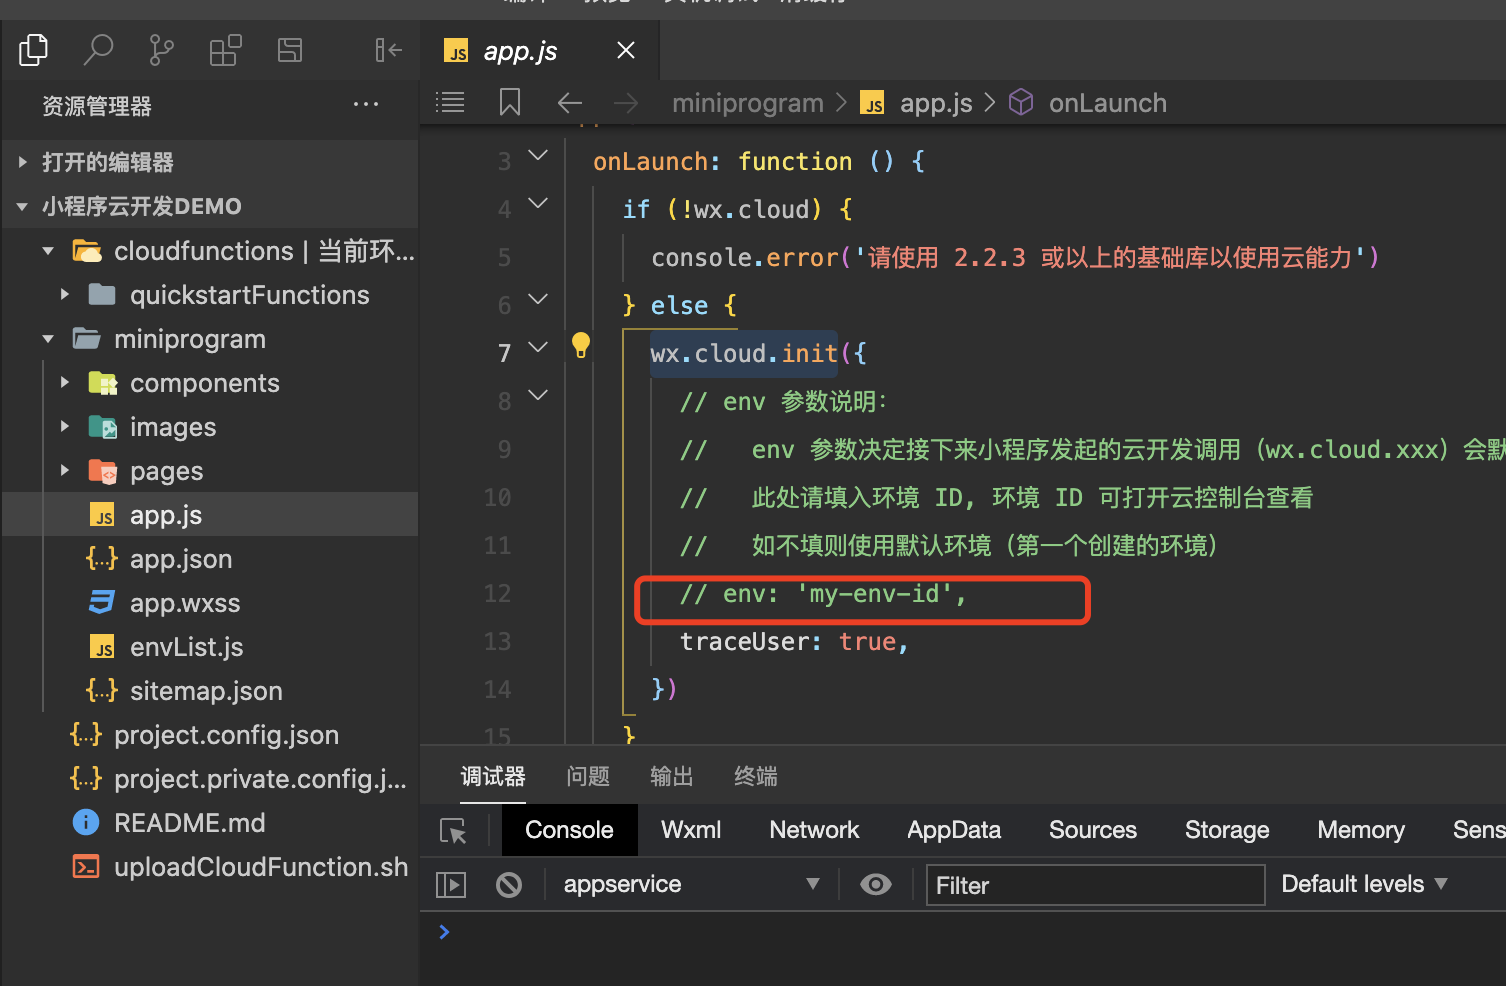 app.js
资源管理器
miniprogram > app.js > onLaunch
打开的编辑器
小程序云开发DEMO
cloudfunctions | 当前环...
quickstartFunctions
miniprogram
components
images
pages
app.js
app.json
app.wxss
envList.js
sitemap.json
project.config.json
project.private.config.j...
README.md
uploadCloudFunction.sh
3 onLaunch: function () {
4 if (!wx.cloud) {
5 console.error('请使用 2.2.3 或以上的基础库以使用云能力')
6 } else {
7 wx.cloud.init({
8 // env 参数说明:
9 // env 参数决定接下来小程序发起的云开发调用（wx.cloud.xxx）会默
10 // 此处请填入环境 ID, 环境 ID 可打开云控制台查看
11 // 如不填则使用默认环境（第一个创建的环境）
12 // env: 'my-env-id',
13 traceUser: true,
14 })
15 }
调试器 问题 输出 终端
Console Wxml Network AppData Sources Storage Memory Sens
appservice Filter Default levels